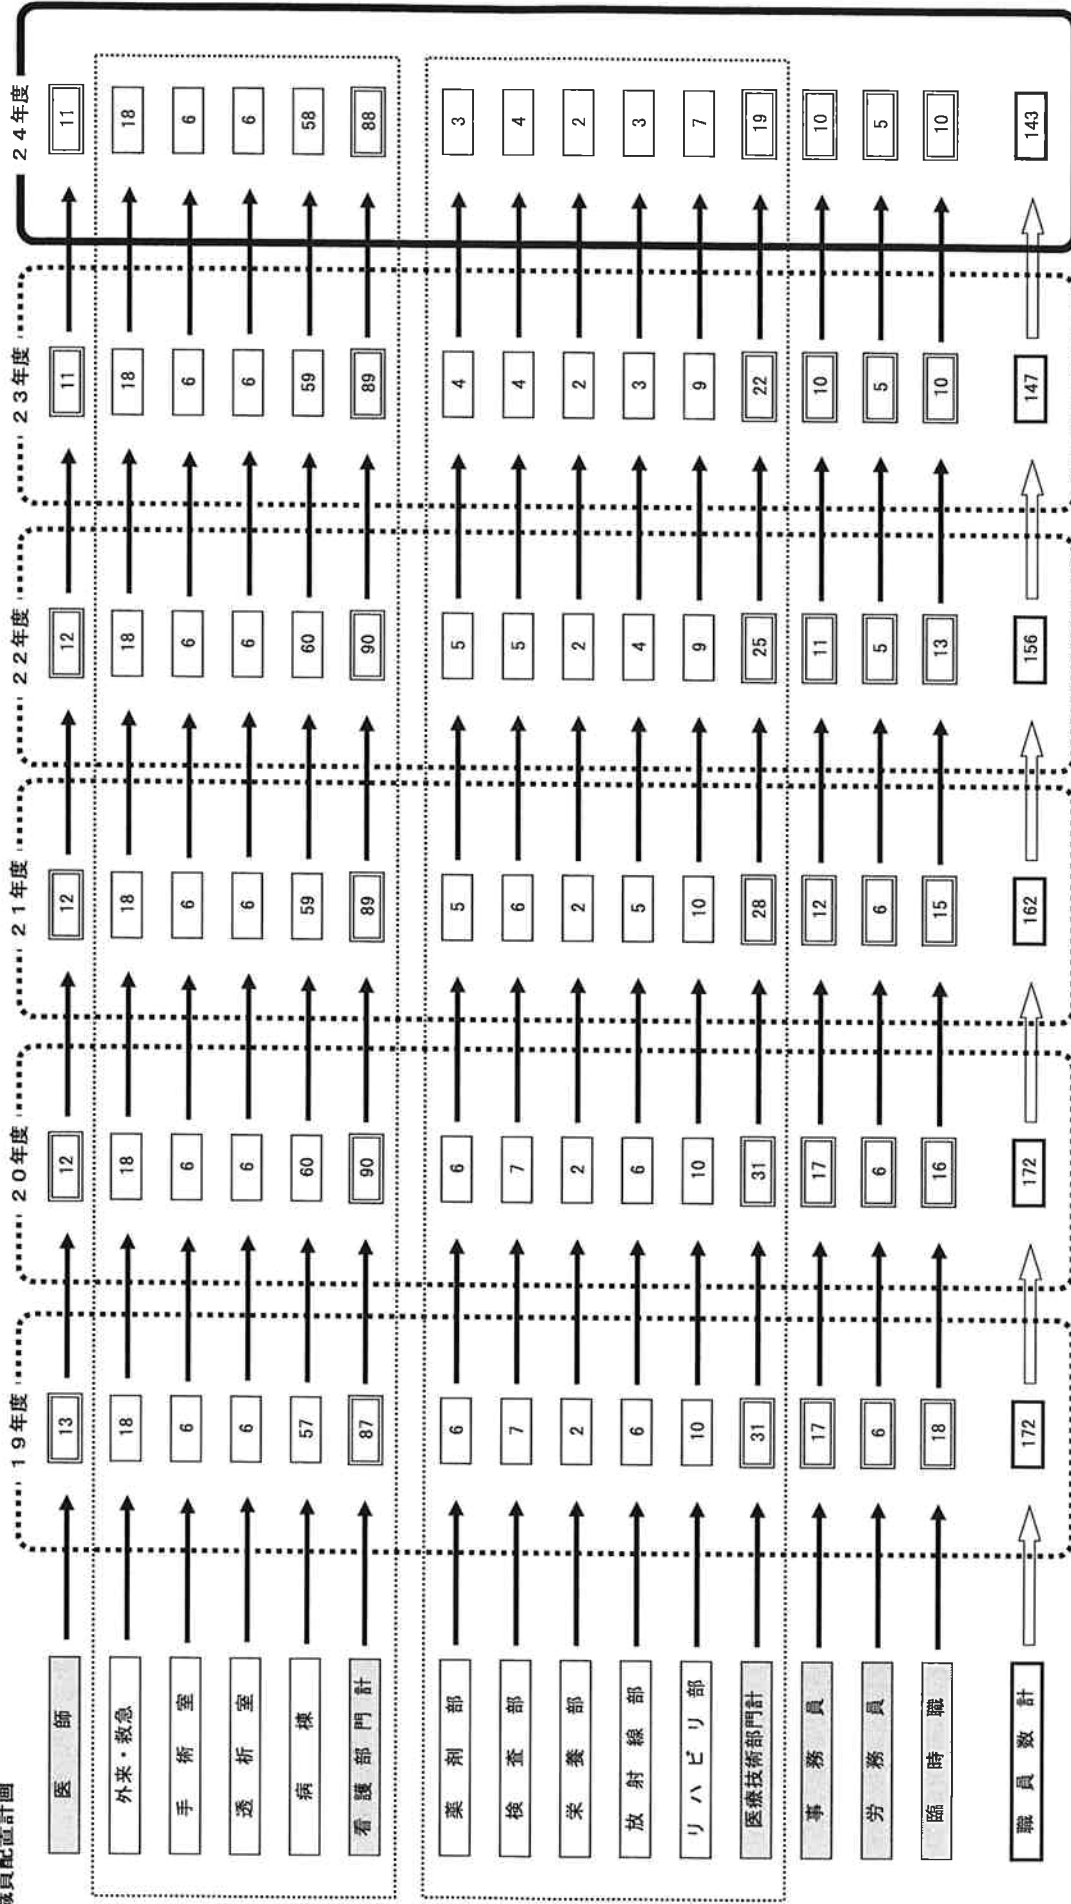 職員配置計画
19年度 20年度 21年度 22年度 23年度 24年度
医師 13 12 12 12 11 11
外来・救急 18 18 18 18 18 18
手術室 6 6 6 6 6 6
透析室 6 6 6 6 6 6
病棟 57 60 59 60 59 58
看護部門計 87 90 89 90 89 88
薬剤部 6 6 5 5 4 3
検査部 7 7 6 5 4 4
栄養部 2 2 2 2 2 2
放射線部 6 6 5 4 3 3
リハビリ部 10 10 10 9 9 7
医療技術部門計 31 31 28 25 22 19
事務員 17 17 12 11 10 10
労務員 6 6 6 5 5 5
臨時職 18 16 15 13 10 10
職員数計 172 172 162 156 147 143